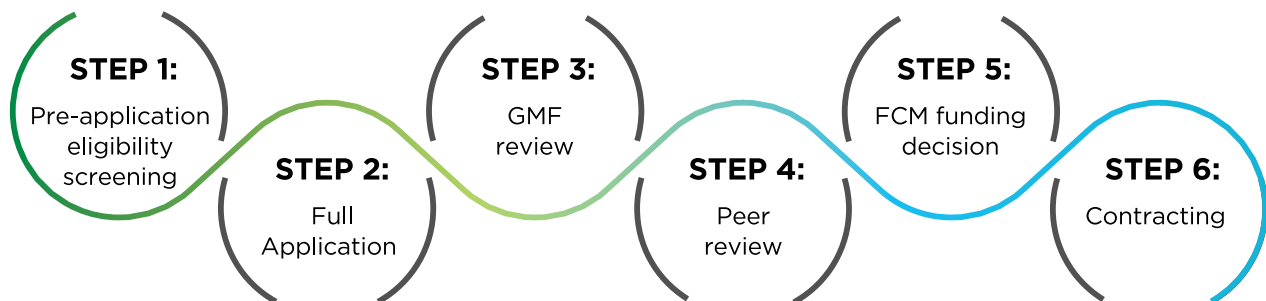 STEP 1:
Pre-application
eligibility
screening
STEP 2:
Full
Application
STEP 3:
GMF
review
STEP 4:
Peer
review
STEP 5:
FCM funding
decision
STEP 6:
Contracting